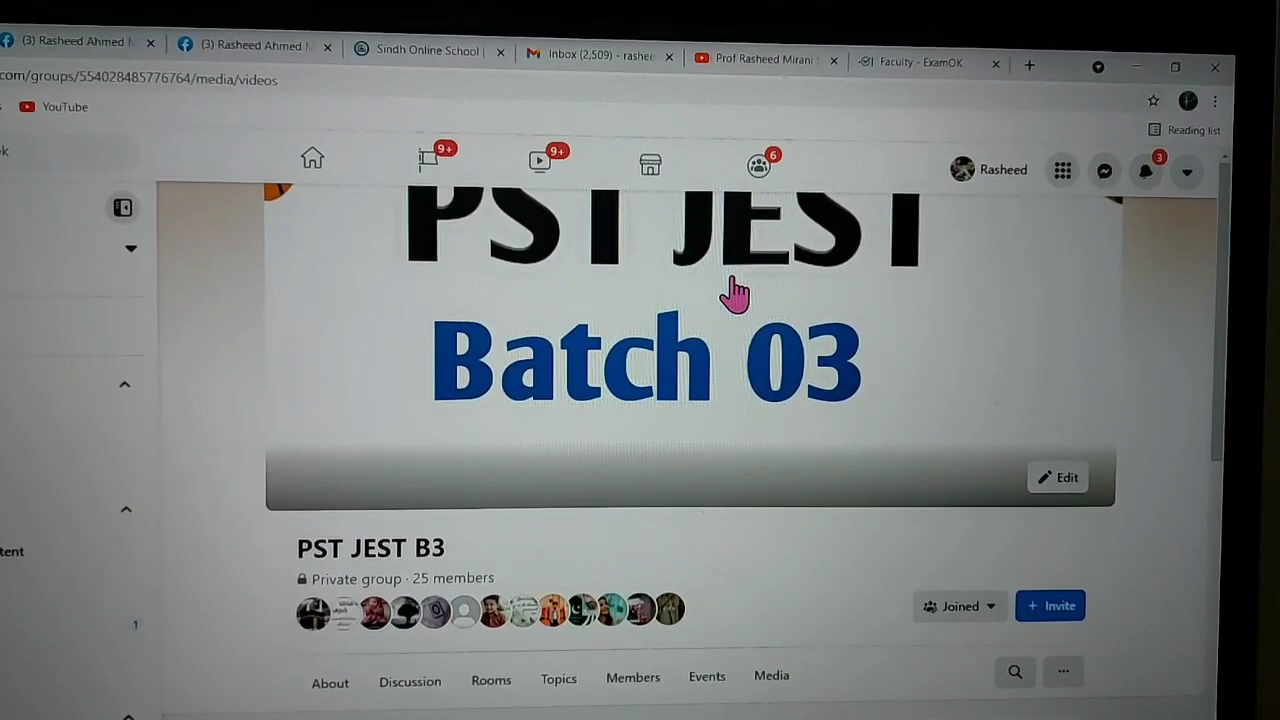 (3) Rasheed Ahmed
(3) Rasheed Ahmed
Sindh Online School
Inbox (2,509) - rashee
Prof Rasheed Mirani
Faculty - ExamOK
com/groups/554028485776764/media/videos
YouTube
Reading list
9+
9+
6
Rasheed
3
PST JEST
Batch 03
Edit
PST JEST B3
Private group · 25 members
Joined
+ Invite
tent
1
About
Discussion
Rooms
Topics
Members
Events
Media